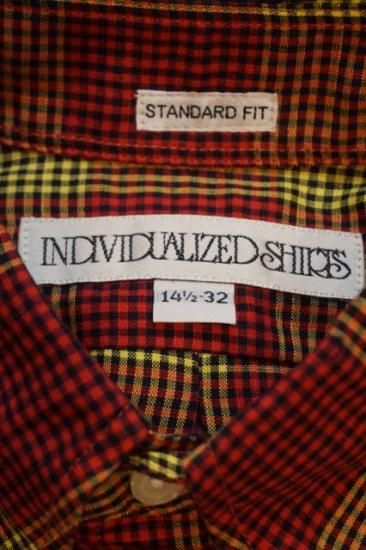 STANDARD FIT
INDIVIDUALIZED SHIRTS
14½-32